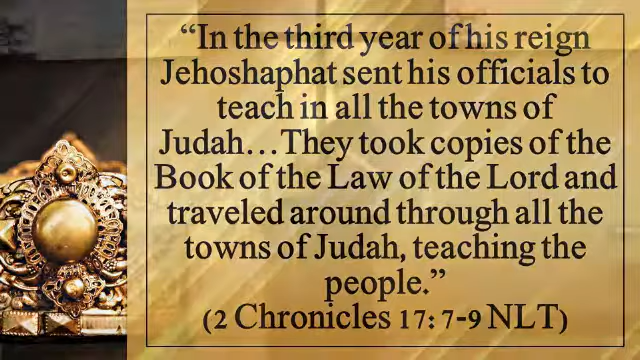 “In the third year of his reign
Jehoshaphat sent his officials to
teach in all the towns of
Judah…They took copies of the
Book of the Law of the Lord and
traveled around through all the
towns of Judah, teaching the
people.”
(2 Chronicles 17: 7-9 NLT)